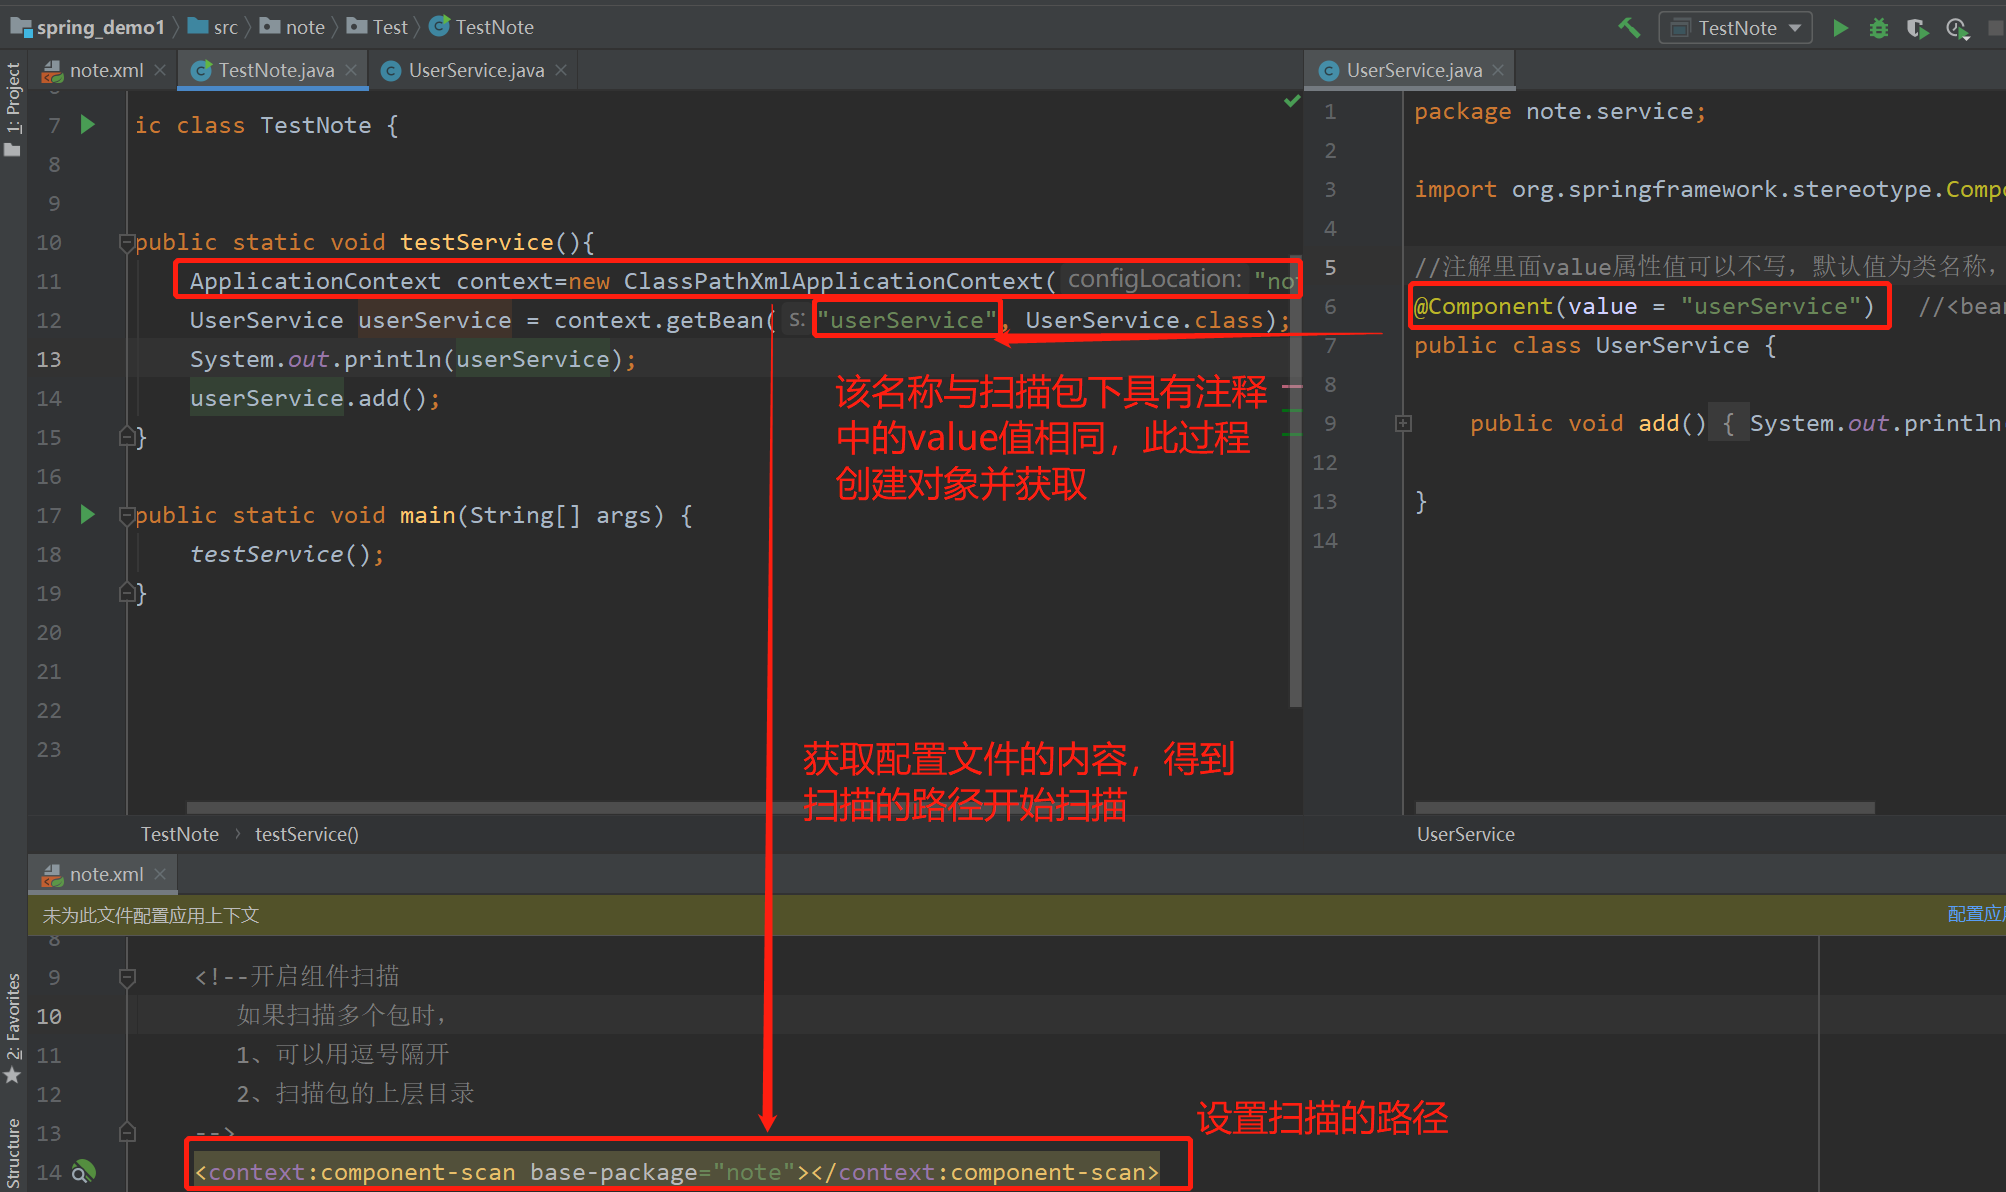 spring_demo1 src note Test TestNote
TestNote
1: Project
note.xml TestNote.java UserService.java
7 ic class TestNote {
8
9
10 public static void testService(){
11 ApplicationContext context=new ClassPathXmlApplicationContext( configLocation: "not
12 UserService userService = context.getBean( s: "userService", UserService.class);
13 System.out.println(userService);
14 userService.add();
15 }
16
17 public static void main(String[] args) {
18 testService();
19 }
20
21
22
23
该名称与扫描包下具有注释
中的value值相同，此过程
创建对象并获取
获取配置文件的内容，得到
扫描的路径开始扫描
TestNote testService()
UserService.java
1 package note.service;
2
3 import org.springframework.stereotype.Compo
4
5 //注解里面value属性值可以不写，默认值为类名称，
6 @Component(value = "userService") //<bean
7 public class UserService {
8
9 public void add() { System.out.println
12
13 }
14
UserService
note.xml
未为此文件配置应用上下文
配置应
8
9 <!--开启组件扫描
10 如果扫描多个包时，
11 1、可以用逗号隔开
12 2、扫描包的上层目录
13 -->
14 <context:component-scan base-package="note"></context:component-scan>
设置扫描的路径
2: Favorites
Structure